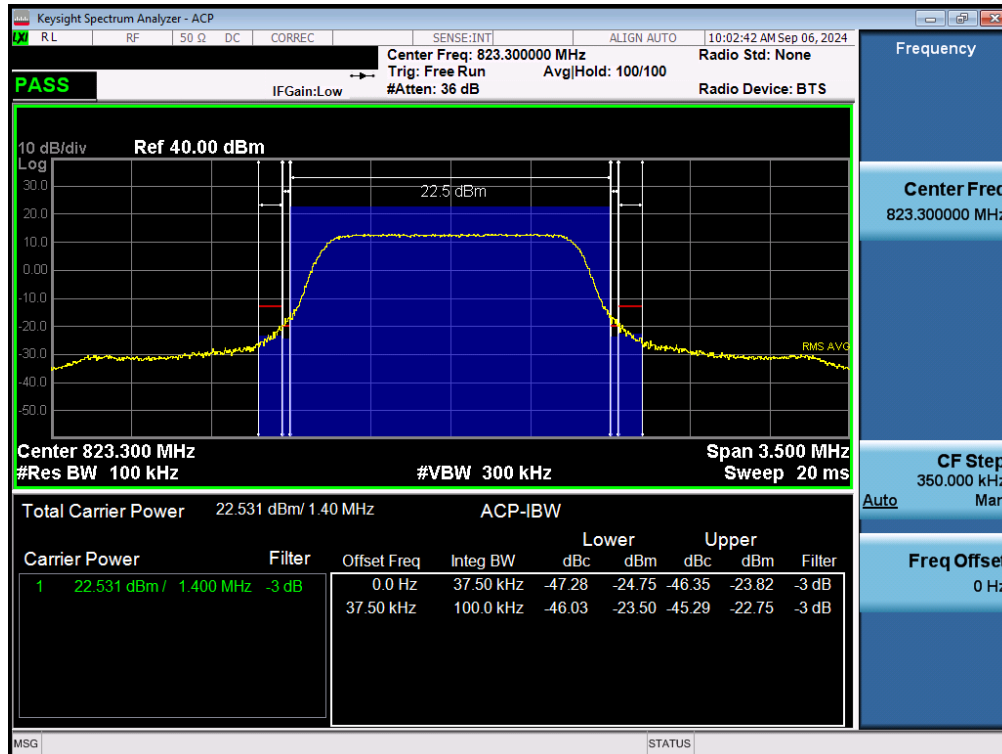 Keysight Spectrum Analyzer - ACP
LXI RL RF 50 Ω DC CORREC SENSE:INT ALIGN AUTO 10:02:42 AM Sep 06, 2024
Center Freq: 823.300000 MHz Radio Std: None
Trig: Free Run Avg|Hold: 100/100
PASS IFGain:Low #Atten: 36 dB Radio Device: BTS
10 dB/div Ref 40.00 dBm
Log
30.0
22.5 dBm
20.0
10.0
0.00
-10.0
-20.0
-30.0
RMS AVG
-40.0
-50.0
Center 823.300 MHz Span 3.500 MHz
#Res BW 100 kHz #VBW 300 kHz Sweep 20 ms
Total Carrier Power 22.531 dBm/ 1.40 MHz ACP-IBW
Lower Upper
Carrier Power Filter Offset Freq Integ BW dBc dBm dBc dBm Filter
1 22.531 dBm / 1.400 MHz -3 dB 0.0 Hz 37.50 kHz -47.28 -24.75 -46.35 -23.82 -3 dB
37.50 kHz 100.0 kHz -46.03 -23.50 -45.29 -22.75 -3 dB
MSG STATUS
Frequency
Center Freq
823.300000 MHz
CF Step
350.000 kHz
Auto Man
Freq Offset
0 Hz